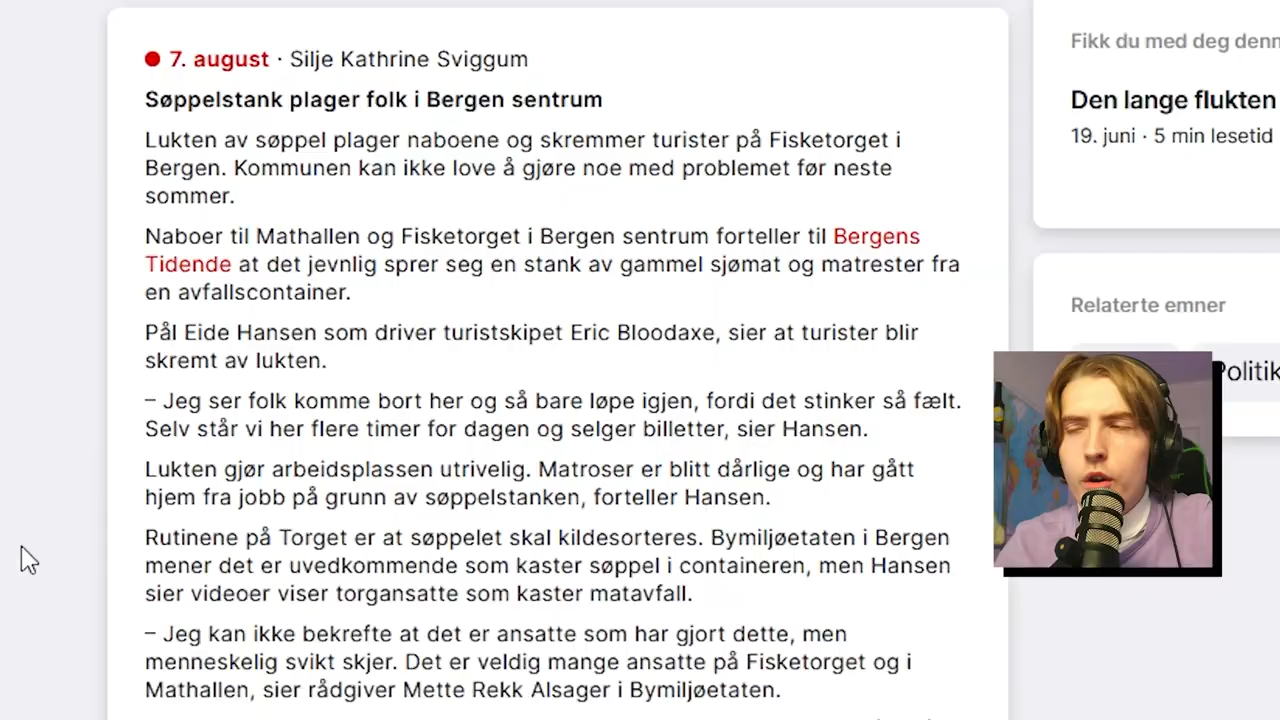 7. august · Silje Kathrine Sviggum
Søppelstank plager folk i Bergen sentrum
Lukten av søppel plager naboene og skremmer turister på Fisketorget i
Bergen. Kommunen kan ikke love å gjøre noe med problemet før neste
sommer.
Naboer til Mathallen og Fisketorget i Bergen sentrum forteller til Bergens
Tidende at det jevnlig sprer seg en stank av gammel sjømat og matrester fra
en avfallscontainer.
Pål Eide Hansen som driver turistskipet Eric Bloodaxe, sier at turister blir
skremt av lukten.
– Jeg ser folk komme bort her og så bare løpe igjen, fordi det stinker så fælt.
Selv står vi her flere timer for dagen og selger billetter, sier Hansen.
Lukten gjør arbeidsplassen utrivelig. Matroser er blitt dårlige og har gått
hjem fra jobb på grunn av søppelstanken, forteller Hansen.
Rutinene på Torget er at søppelet skal kildesorteres. Bymiljøetaten i Bergen
mener det er uvedkommende som kaster søppel i containeren, men Hansen
sier videoer viser torgansatte som kaster matavfall.
– Jeg kan ikke bekrefte at det er ansatte som har gjort dette, men
menneskelig svikt skjer. Det er veldig mange ansatte på Fisketorget og i
Mathallen, sier rådgiver Mette Rekk Alsager i Bymiljøetaten.
Fikk du med deg
Den lange flukten
19. juni · 5 min lesetid
Relaterte emner
Politik